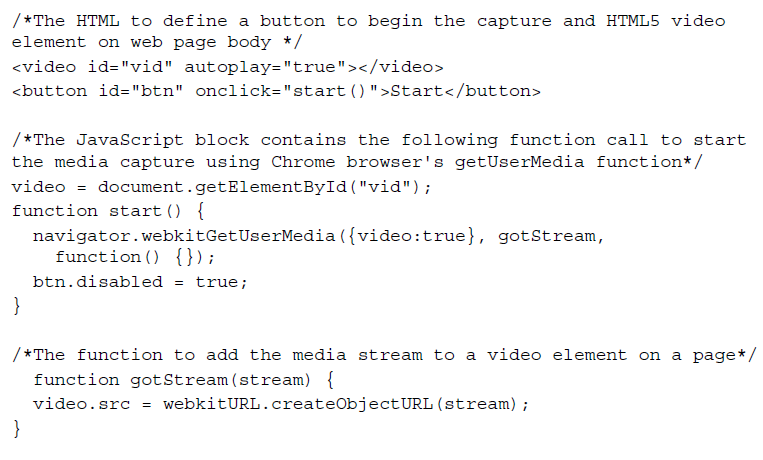 /*The HTML to define a button to begin the capture and HTML5 video
element on web page body */
<video id="vid" autoplay="true"></video>
<button id="btn" onclick="start()">Start</button>
/*The JavaScript block contains the following function call to start
the media capture using Chrome browser's getUserMedia function*/
video = document.getElementById("vid");
function start() {
navigator.webkitGetUserMedia({video:true}, gotStream,
function() {});
btn.disabled = true;
}
/*The function to add the media stream to a video element on a page*/
function gotStream(stream) {
video.src = webkitURL.createObjectURL(stream);
}